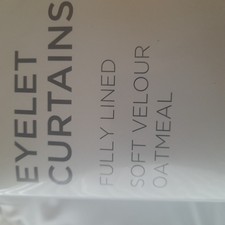 EYELET
CURTAINS
FULLY LINED
SOFT VELOUR
OATMEAL